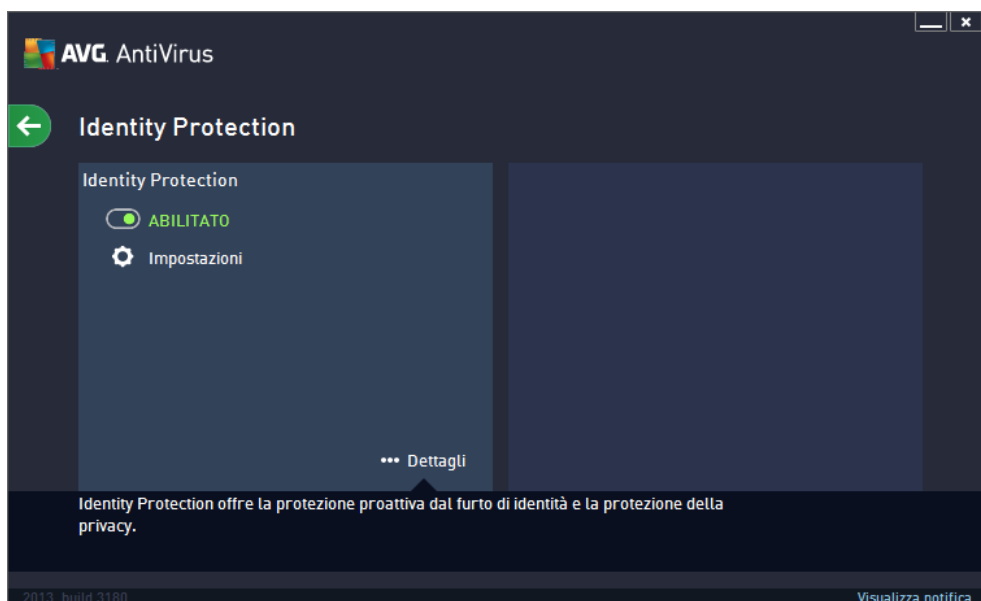 AVG. AntiVirus
Identity Protection
Identity Protection
ABILITATO
Impostazioni
••• Dettagli
Identity Protection offre la protezione proattiva dal furto di identità e la protezione della
privacy.
2013 build 3180
Visualizza notifica